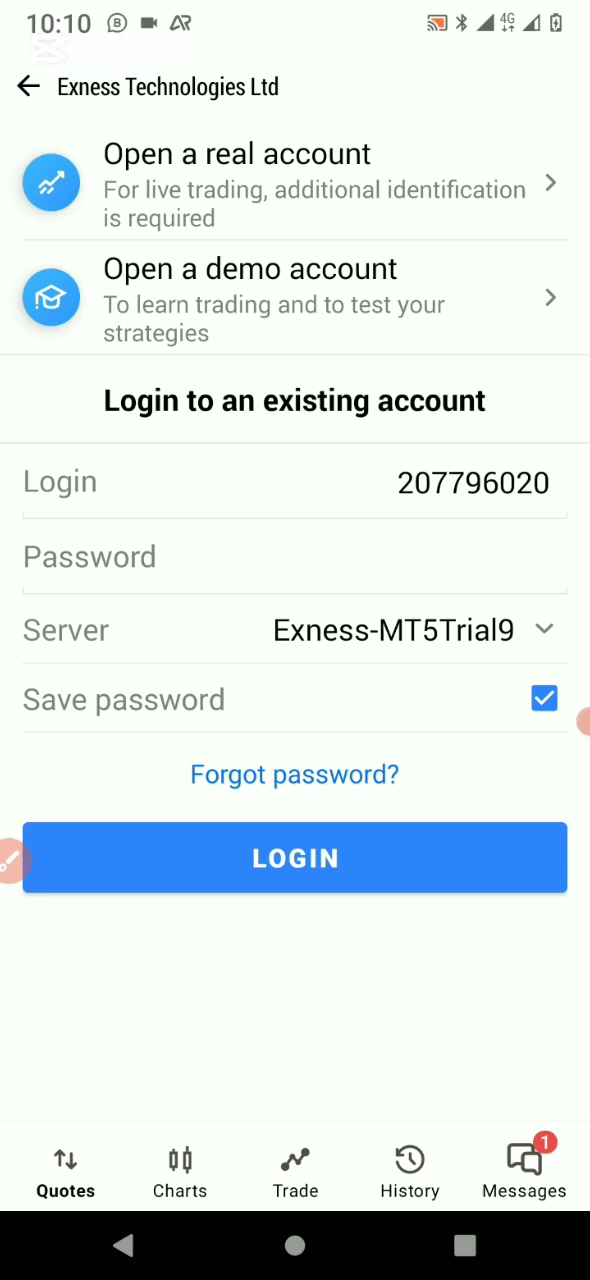 10:10 B AR 4G
Exness Technologies Ltd
Open a real account
For live trading, additional identification
is required
Open a demo account
To learn trading and to test your
strategies
Login to an existing account
Login 207796020
Password
Server Exness-MT5Trial9
Save password
Forgot password?
LOGIN
1
Quotes Charts Trade History Messages